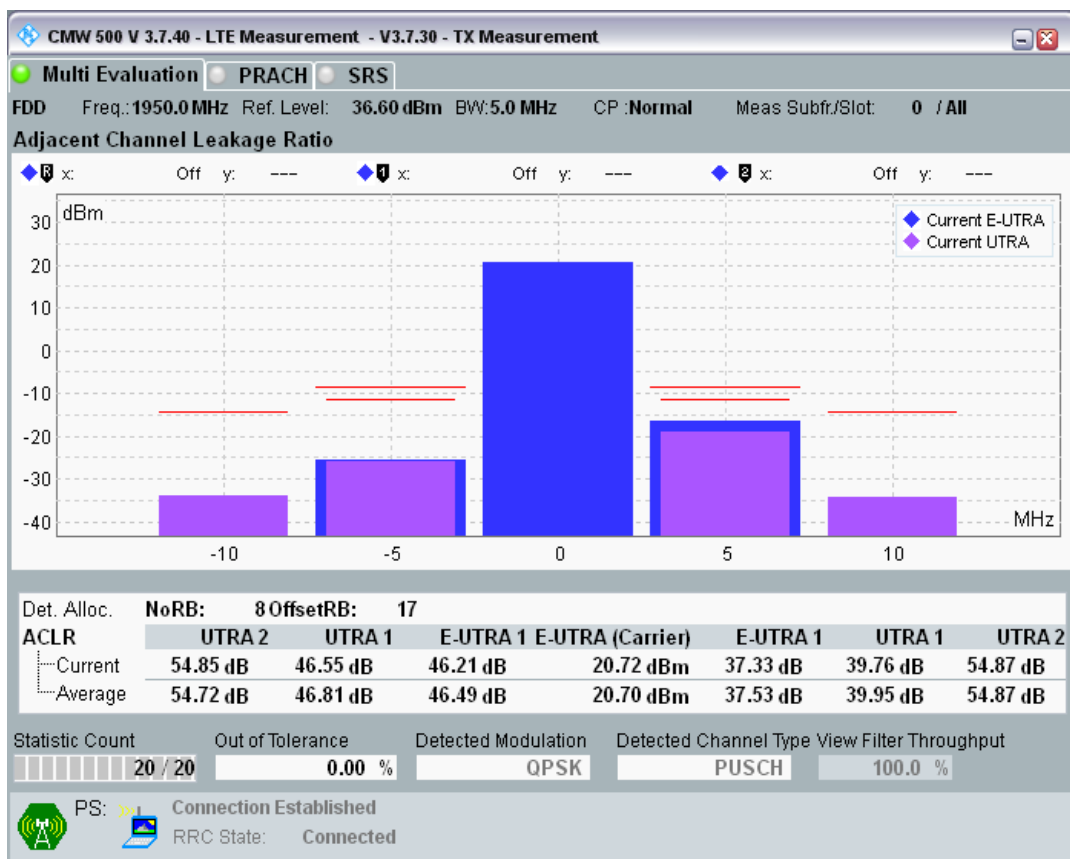 CMW 500 V 3.7.40 - LTE Measurement - V3.7.30 - TX Measurement
Multi Evaluation PRACH SRS
FDD Freq.: 1950.0 MHz Ref. Level: 36.60 dBm BW: 5.0 MHz CP : Normal Meas Subfr./Slot: 0 / All
Adjacent Channel Leakage Ratio
R x: Off y: --- 1 x: Off y: --- 2 x: Off y: ---
dBm
Current E-UTRA
Current UTRA
30
20
10
0
-10
-20
-30
-40
MHz
-10 -5 0 5 10
Det. Alloc. NoRB: 8 OffsetRB: 17
ACLR UTRA 2 UTRA 1 E-UTRA 1 E-UTRA (Carrier) E-UTRA 1 UTRA 1 UTRA 2
Current 54.85 dB 46.55 dB 46.21 dB 20.72 dBm 37.33 dB 39.76 dB 54.87 dB
Average 54.72 dB 46.81 dB 46.49 dB 20.70 dBm 37.53 dB 39.95 dB 54.87 dB
Statistic Count Out of Tolerance Detected Modulation Detected Channel Type View Filter Throughput
20 / 20 0.00 % QPSK PUSCH 100.0 %
PS: Connection Established
RRC State: Connected